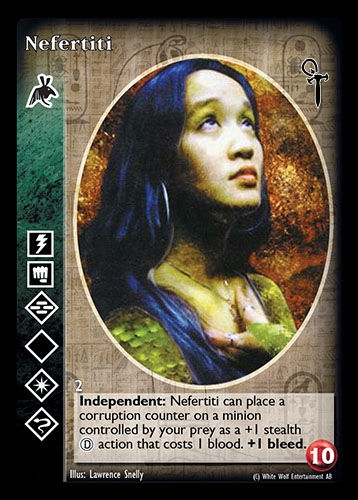 Nefertiti
2
Independent: Nefertiti can place a
corruption counter on a minion
controlled by your prey as a +1 stealth
Ⓓ action that costs 1 blood. +1 bleed.
10
Illus: Lawrence Snelly
(C) White Wolf Entertainment AB